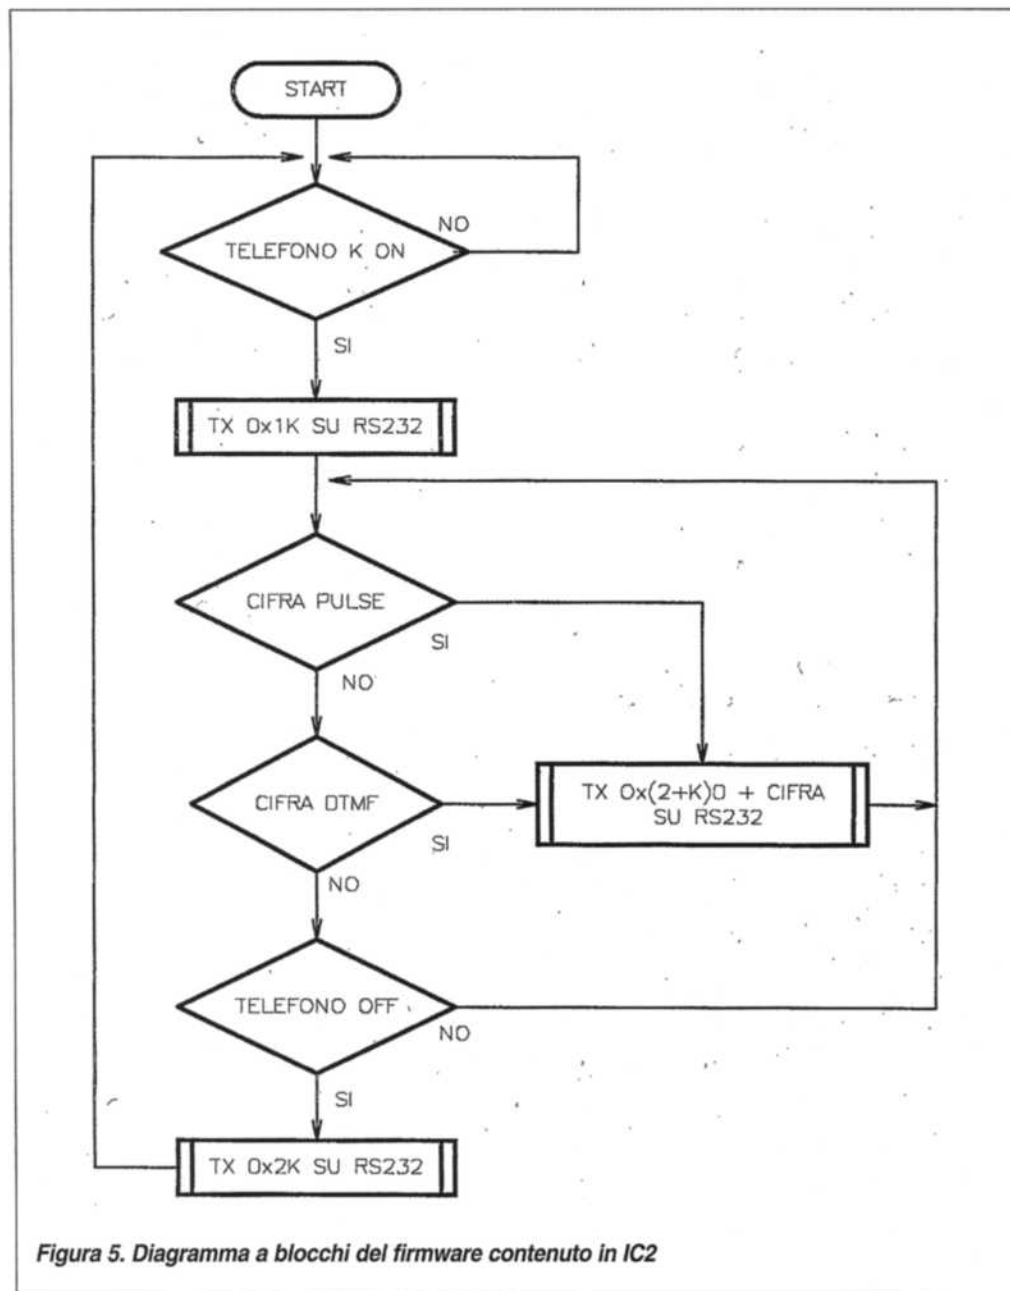 START
TELEFONO K ON
NO
SI
TX 0x1K SU RS232
CIFRA PULSE
SI
NO
CIFRA DTMF
SI
TX 0x(2+K)0 + CIFRA
SU RS232
NO
TELEFONO OFF
NO
SI
TX 0x2K SU RS232
Figura 5. Diagramma a blocchi del firmware contenuto in IC2